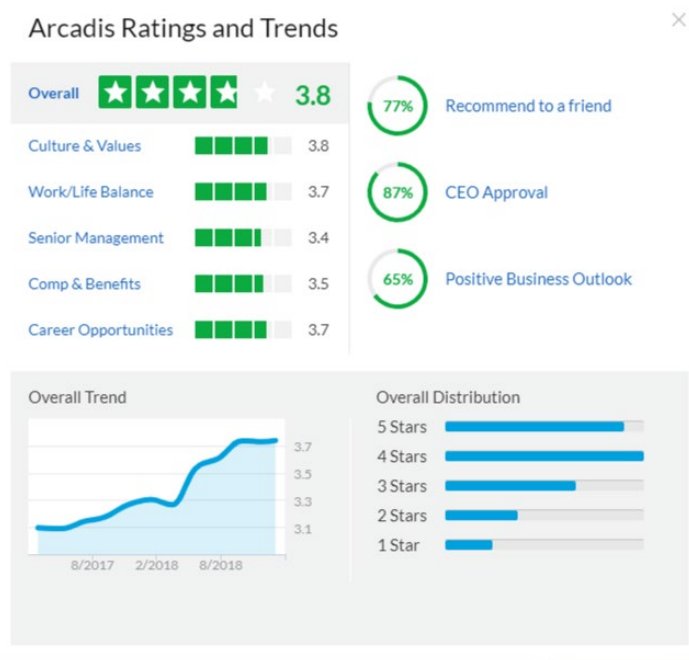 Arcadis Ratings and Trends
Overall 3.8
Culture & Values 3.8
Work/Life Balance 3.7
Senior Management 3.4
Comp & Benefits 3.5
Career Opportunities 3.7
77% Recommend to a friend
87% CEO Approval
65% Positive Business Outlook
Overall Trend
3.7
3.5
3.3
3.1
8/2017 2/2018 8/2018
Overall Distribution
5 Stars
4 Stars
3 Stars
2 Stars
1 Star